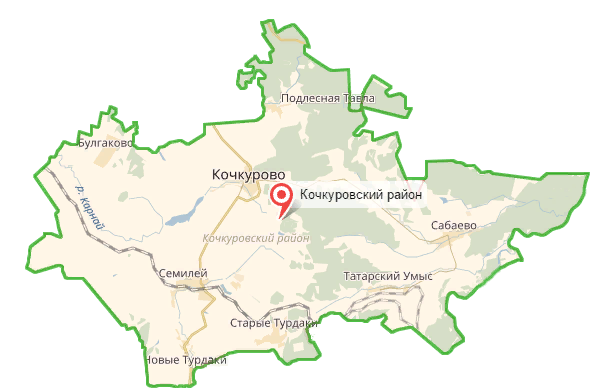 Подлесная Тавла
Булгаково
Кочкурово
Кочкуровский район
р. Карнай
Сабаево
Кочкуровский район
Семилей
Татарский Умыс
Старые Турдаки
Новые Турдаки